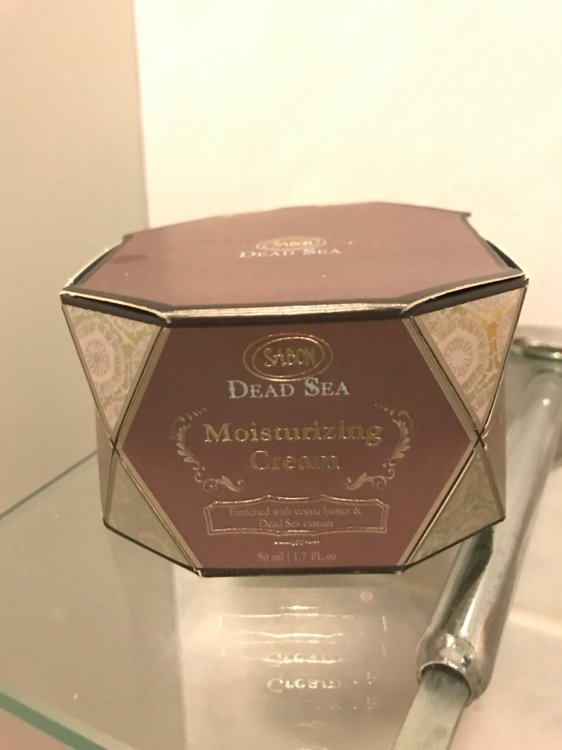 SABON
DEAD SEA
SABON
DEAD SEA
Moisturizing
Cream
Enriched with cocoa butter &
Dead Sea extract
50 ml | 1.7 FL.oz